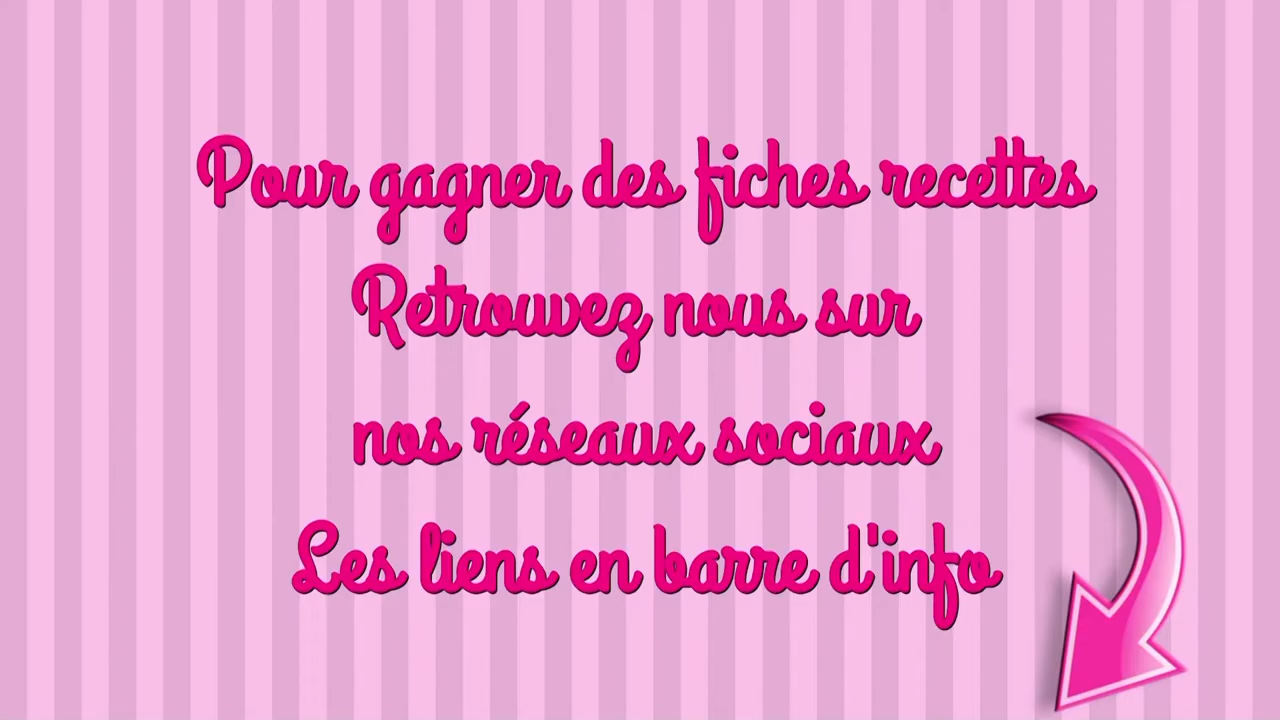 Pour gagner des fiches recettes
Retrouvez nous sur
nos réseaux sociaux
Les liens en barre d'info